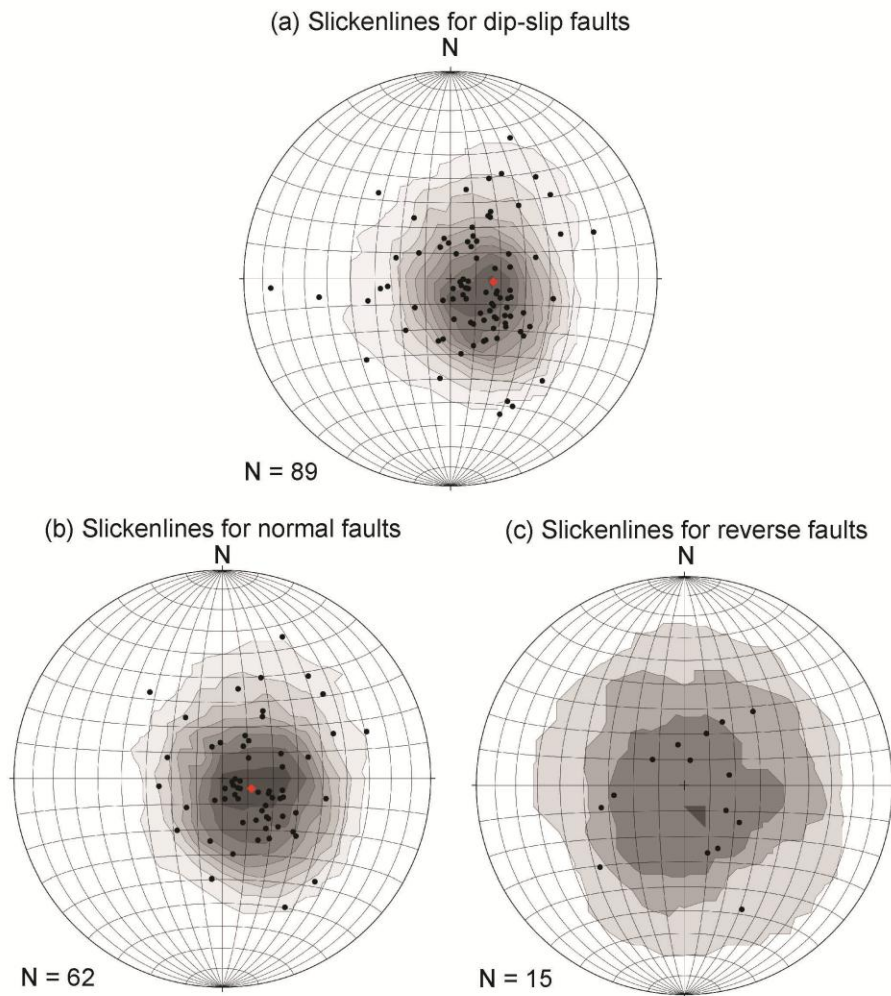 (a) Slickenlines for dip-slip faults
N
N = 89
(b) Slickenlines for normal faults
N
N = 62
(c) Slickenlines for reverse faults
N
N = 15